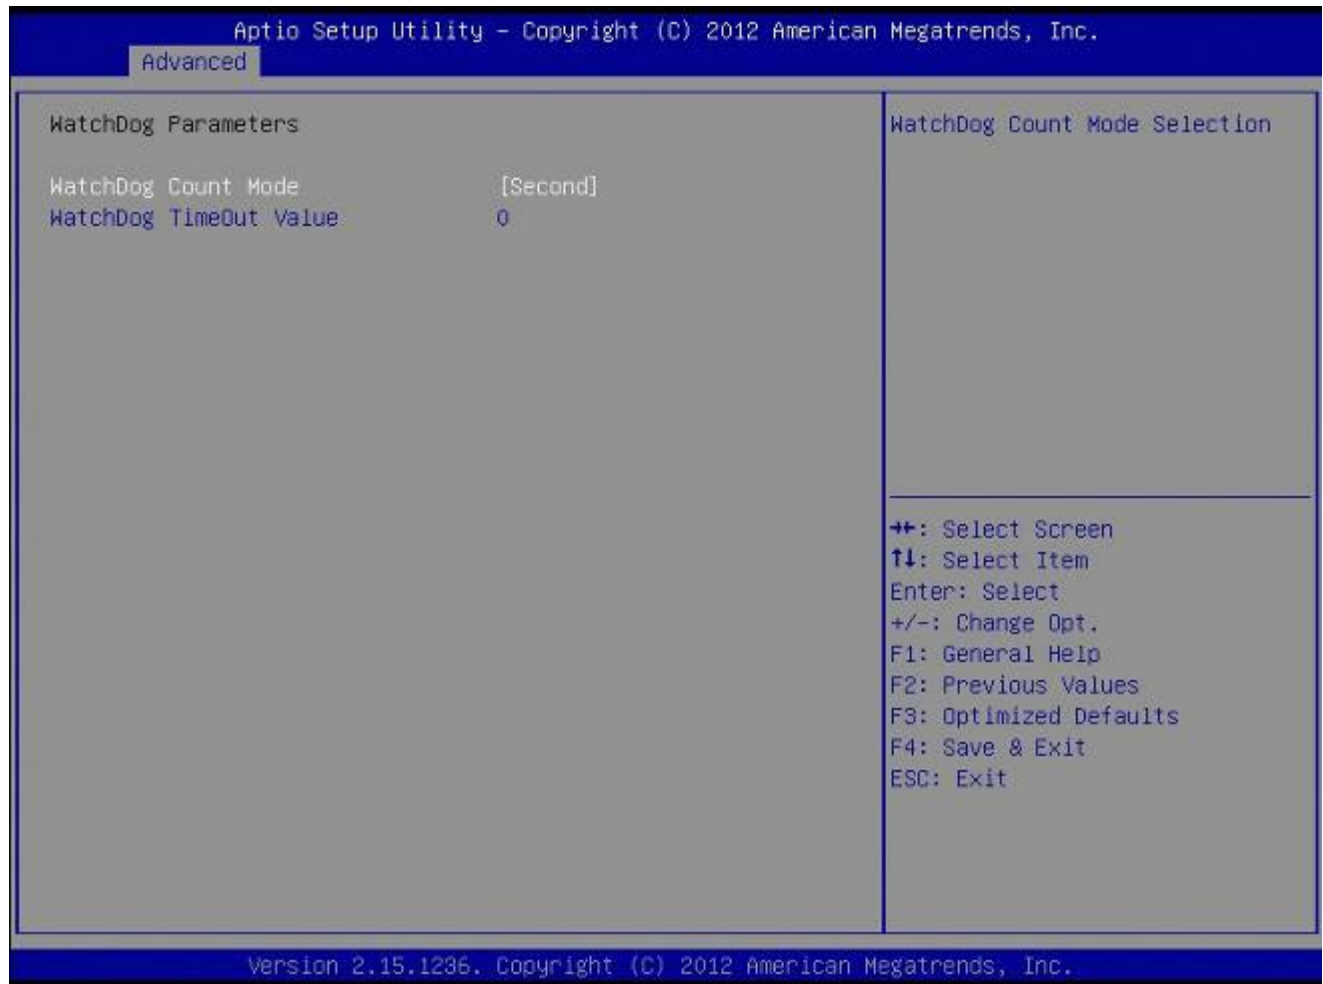 Aptio Setup Utility – Copyright (C) 2012 American Megatrends, Inc.
Advanced
WatchDog Parameters
WatchDog Count Mode [Second]
WatchDog TimeOut Value 0
WatchDog Count Mode Selection
→←: Select Screen
↑↓: Select Item
Enter: Select
+/-: Change Opt.
F1: General Help
F2: Previous Values
F3: Optimized Defaults
F4: Save & Exit
ESC: Exit
Version 2.15.1236. Copyright (C) 2012 American Megatrends, Inc.